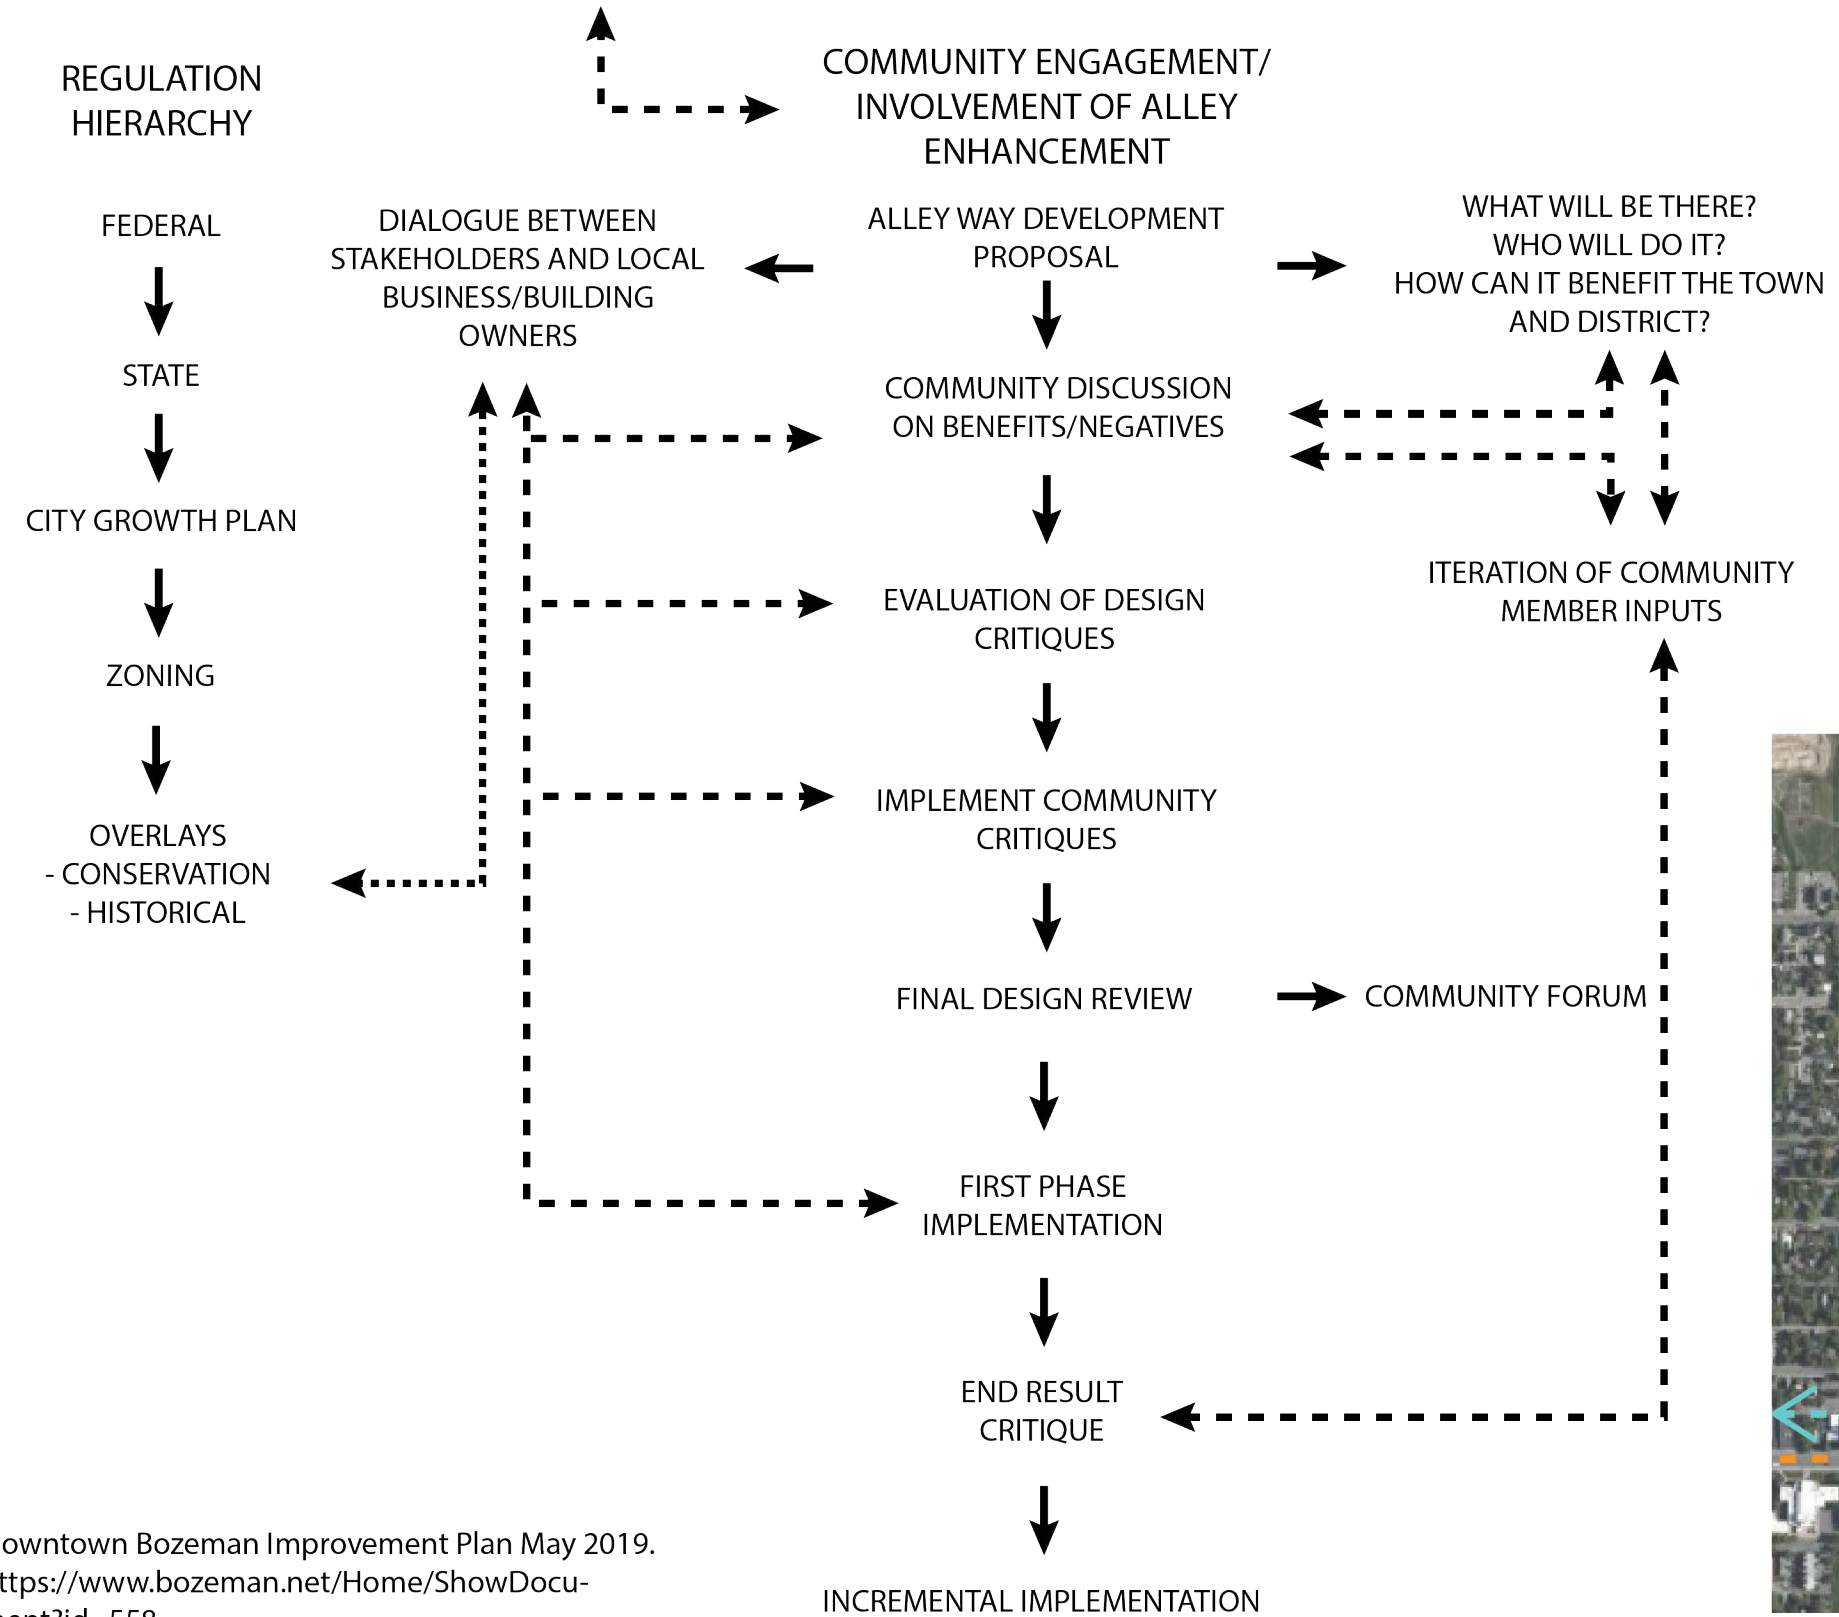 REGULATION
HIERARCHY
FEDERAL
STATE
CITY GROWTH PLAN
ZONING
OVERLAYS
- CONSERVATION
- HISTORICAL
COMMUNITY ENGAGEMENT/
INVOLVEMENT OF ALLEY
ENHANCEMENT
DIALOGUE BETWEEN
STAKEHOLDERS AND LOCAL
BUSINESS/BUILDING
OWNERS
ALLEY WAY DEVELOPMENT
PROPOSAL
WHAT WILL BE THERE?
WHO WILL DO IT?
HOW CAN IT BENEFIT THE TOWN
AND DISTRICT?
COMMUNITY DISCUSSION
ON BENEFITS/NEGATIVES
ITERATION OF COMMUNITY
MEMBER INPUTS
EVALUATION OF DESIGN
CRITIQUES
IMPLEMENT COMMUNITY
CRITIQUES
FINAL DESIGN REVIEW
COMMUNITY FORUM
FIRST PHASE
IMPLEMENTATION
END RESULT
CRITIQUE
INCREMENTAL IMPLEMENTATION
owntown Bozeman Improvement Plan May 2019.
ttps://www.bozeman.net/Home/ShowDocu-